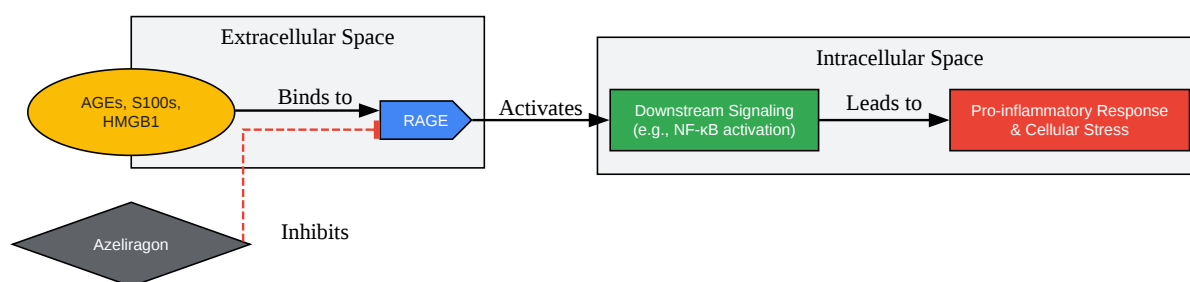 Extracellular Space
Intracellular Space
AGEs, S100s,
HMGB1
Binds to
RAGE
Activates
Downstream Signaling
(e.g., NF-κB activation)
Leads to
Pro-inflammatory Response
& Cellular Stress
Azeliragon
Inhibits